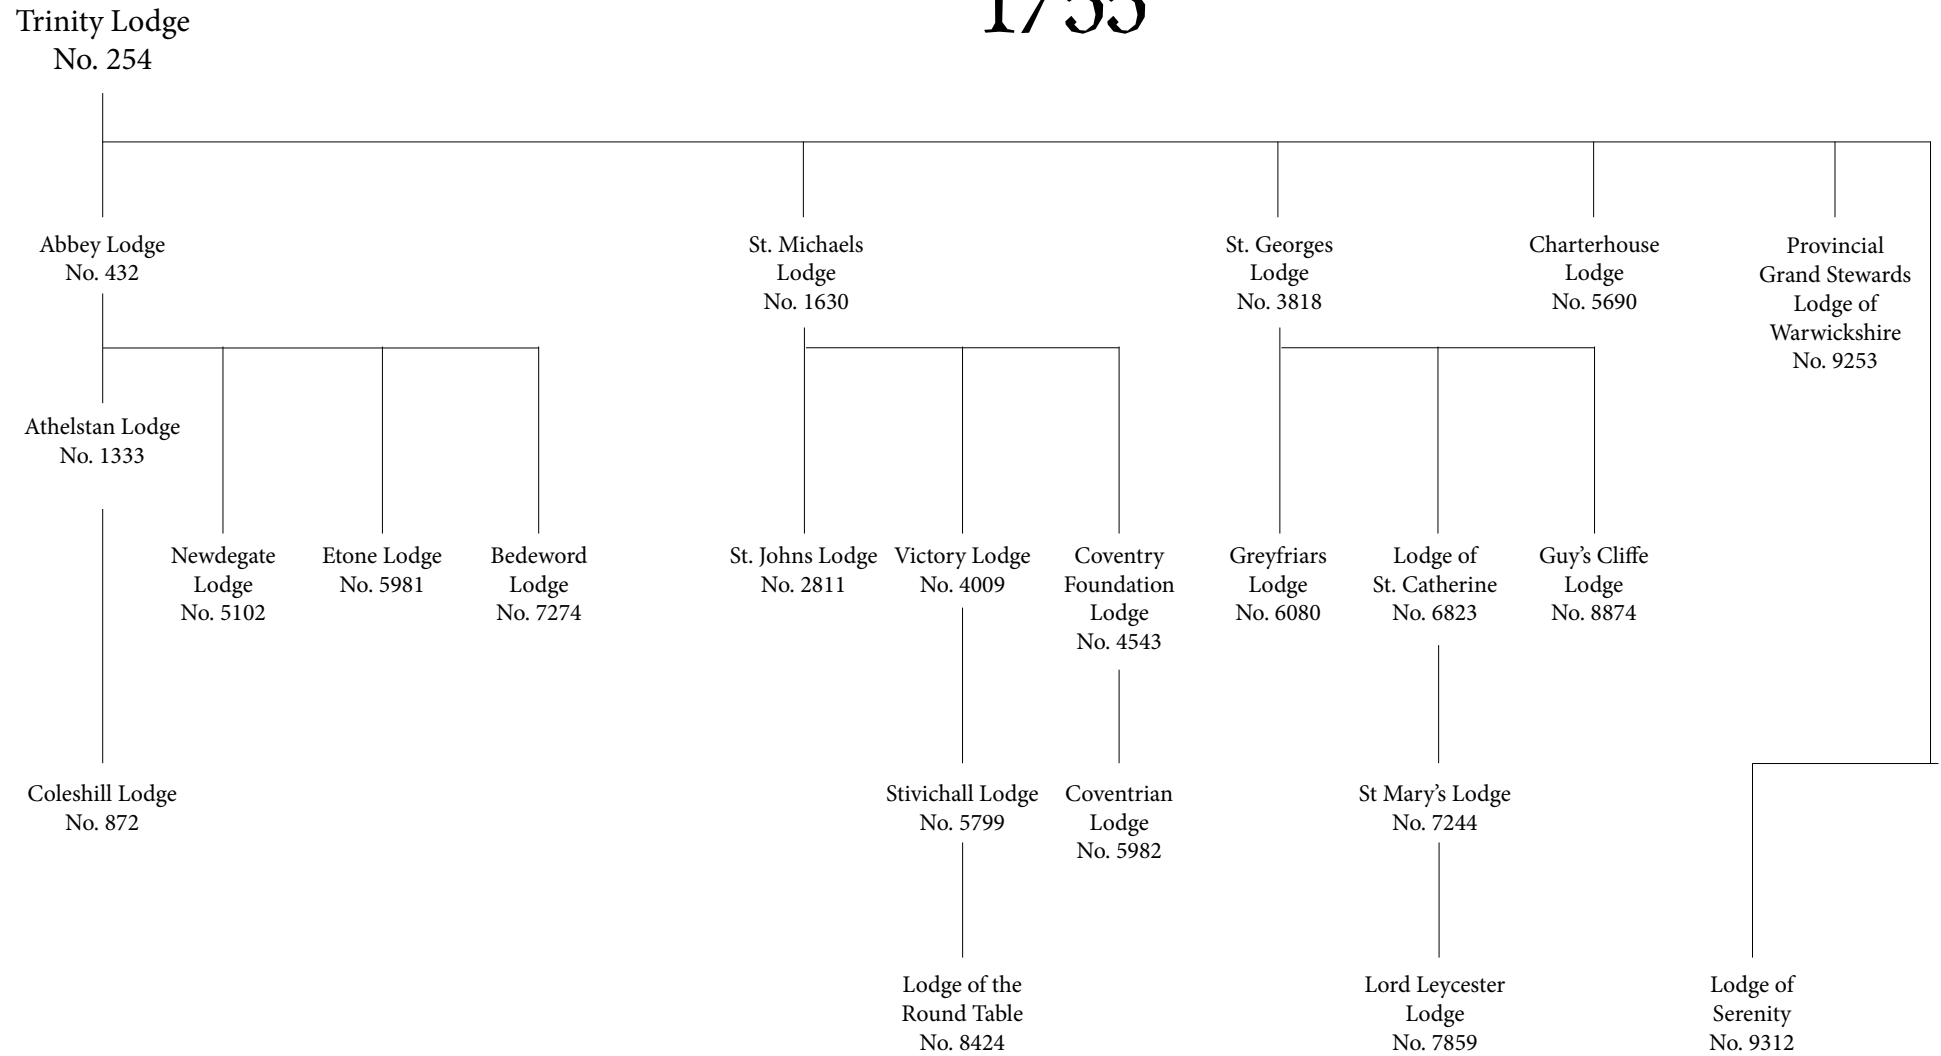 Trinity Lodge
No. 254
Abbey Lodge
No. 432
St. Michaels
Lodge
No. 1630
St. Georges
Lodge
No. 3818
Charterhouse
Lodge
No. 5690
Provincial
Grand Stewards
Lodge of
Warwickshire
No. 9253
Athelstan Lodge
No. 1333
Newdegate
Lodge
No. 5102
Etone Lodge
No. 5981
Bedeword
Lodge
No. 7274
St. Johns Lodge
No. 2811
Victory Lodge
No. 4009
Coventry
Foundation
Lodge
No. 4543
Greyfriars
Lodge
No. 6080
Lodge of
St. Catherine
No. 6823
Guy’s Cliffe
Lodge
No. 8874
Coleshill Lodge
No. 872
Stivichall Lodge
No. 5799
Coventrian
Lodge
No. 5982
St Mary’s Lodge
No. 7244
Lodge of the
Round Table
No. 8424
Lord Leycester
Lodge
No. 7859
Lodge of
Serenity
No. 9312